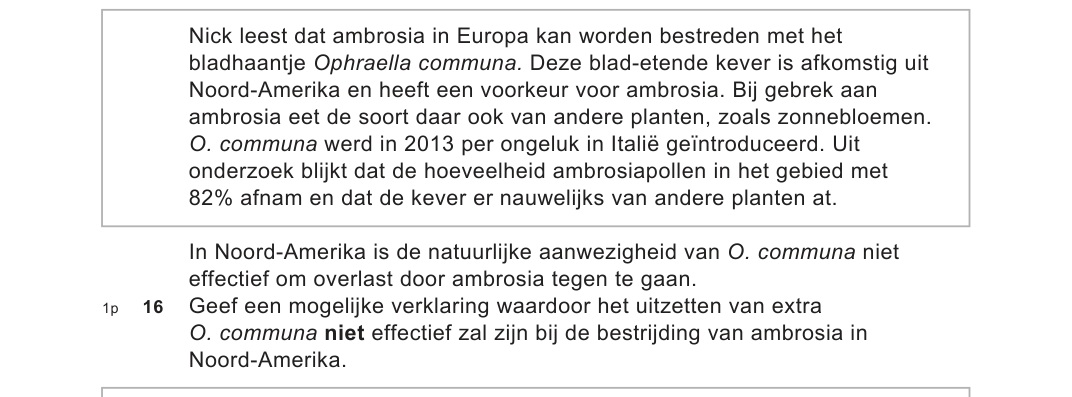 Nick leest dat ambrosia in Europa kan worden bestreden met het
bladhaantje Ophraella communa. Deze blad-etende kever is afkomstig uit
Noord-Amerika en heeft een voorkeur voor ambrosia. Bij gebrek aan
ambrosia eet de soort daar ook van andere planten, zoals zonnebloemen.
O. communa werd in 2013 per ongeluk in Italië geïntroduceerd. Uit
onderzoek blijkt dat de hoeveelheid ambrosiapollen in het gebied met
82% afnam en dat de kever er nauwelijks van andere planten at.
In Noord-Amerika is de natuurlijke aanwezigheid van O. communa niet
effectief om overlast door ambrosia tegen te gaan.
1p 16 Geef een mogelijke verklaring waardoor het uitzetten van extra
O. communa niet effectief zal zijn bij de bestrijding van ambrosia in
Noord-Amerika.